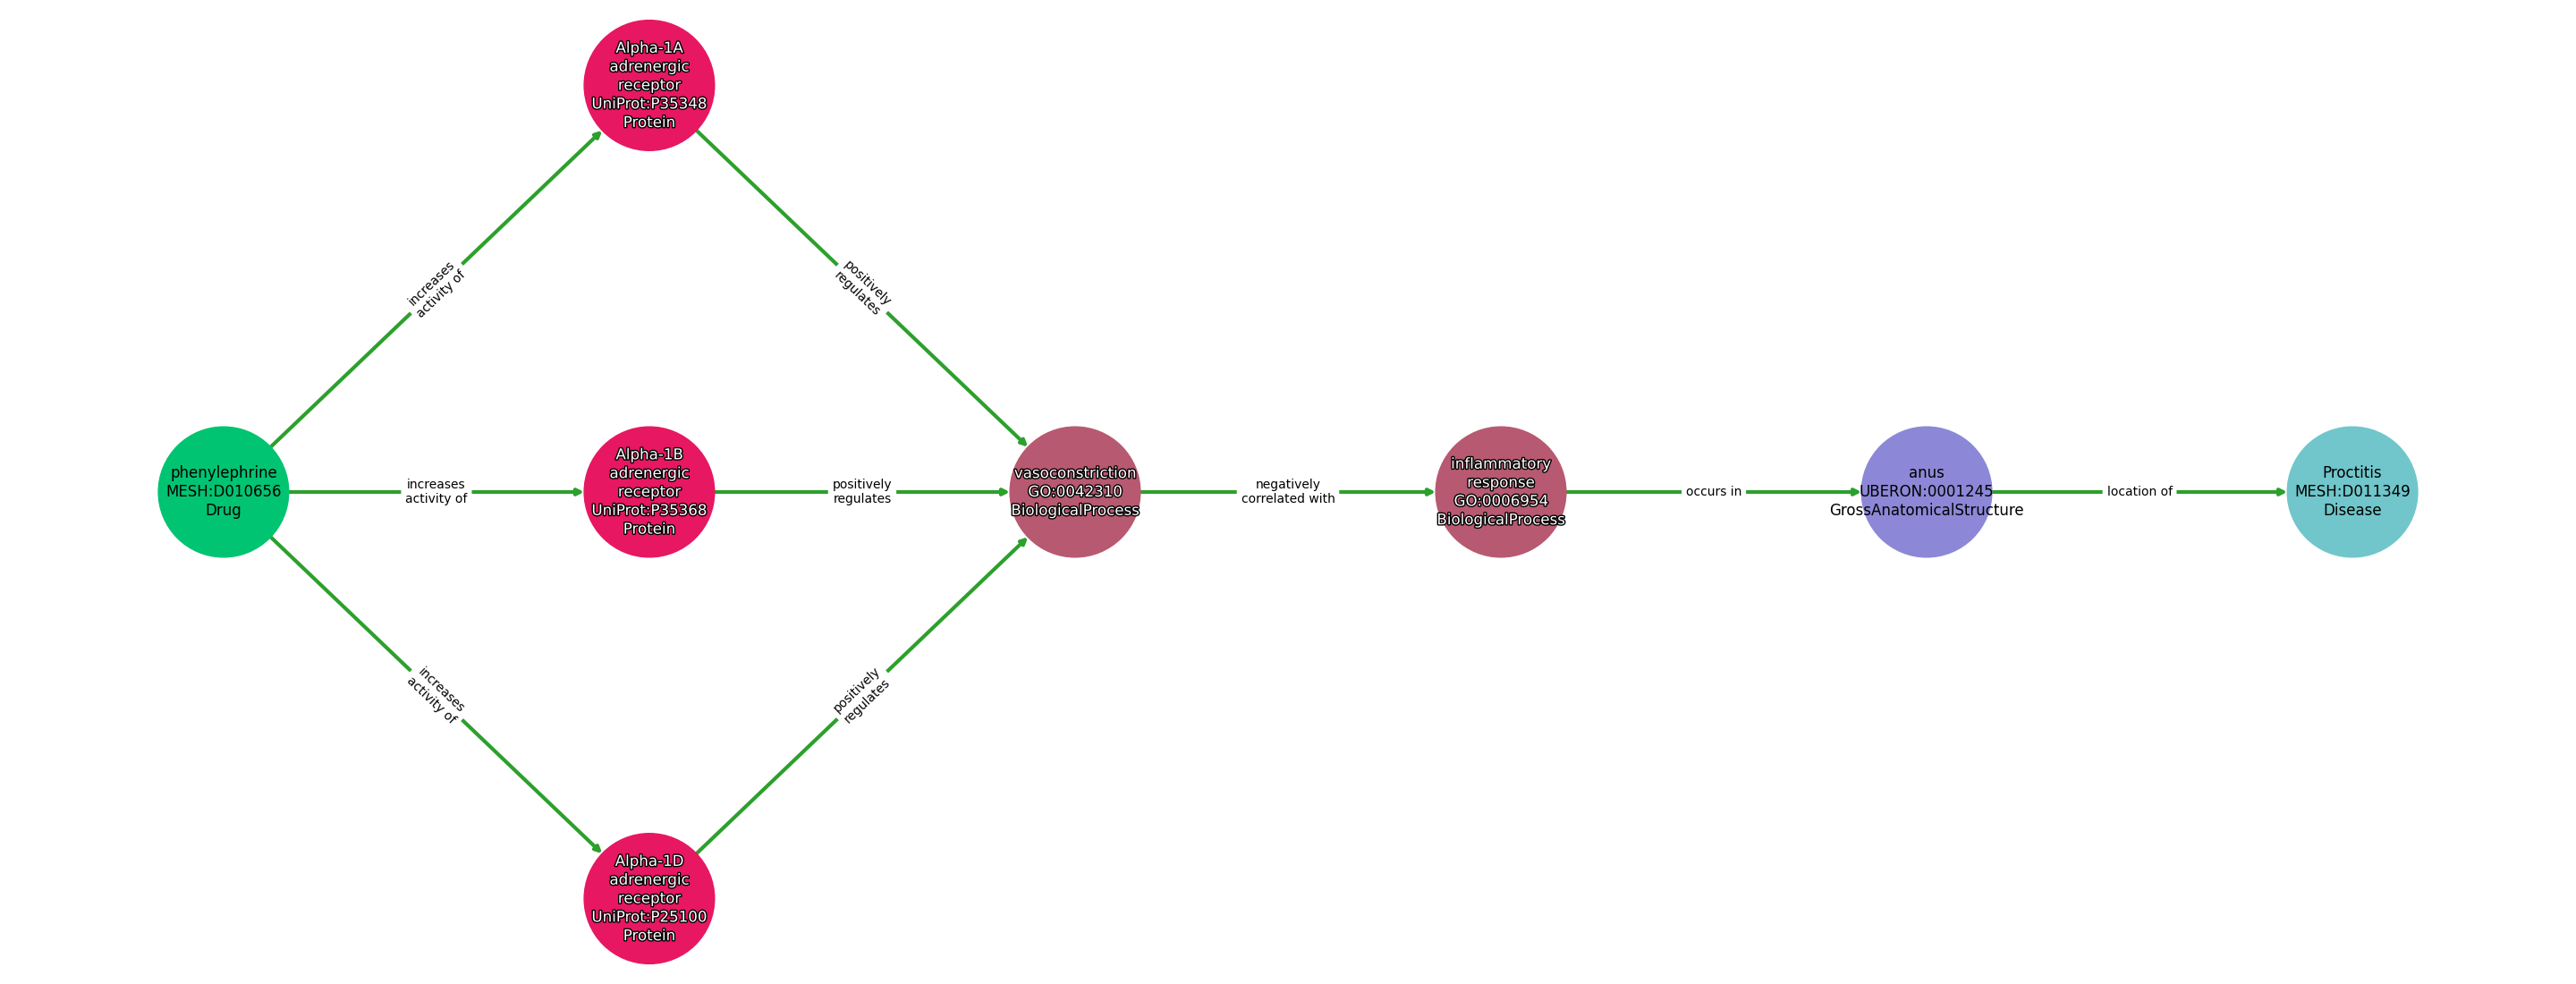 Alpha-1A
adrenergic
receptor
UniProt:P35348
Protein
increases
activity of
positively
regulates
phenylephrine
MESH:D010656
Drug
increases
activity of
Alpha-1B
adrenergic
receptor
UniProt:P35368
Protein
positively
regulates
vasoconstriction
GO:0042310
BiologicalProcess
negatively
correlated with
inflammatory
response
GO:0006954
BiologicalProcess
occurs in
anus
UBERON:0001245
GrossAnatomicalStructure
location of
Proctitis
MESH:D011349
Disease
increases
activity of
positively
regulates
Alpha-1D
adrenergic
receptor
UniProt:P25100
Protein